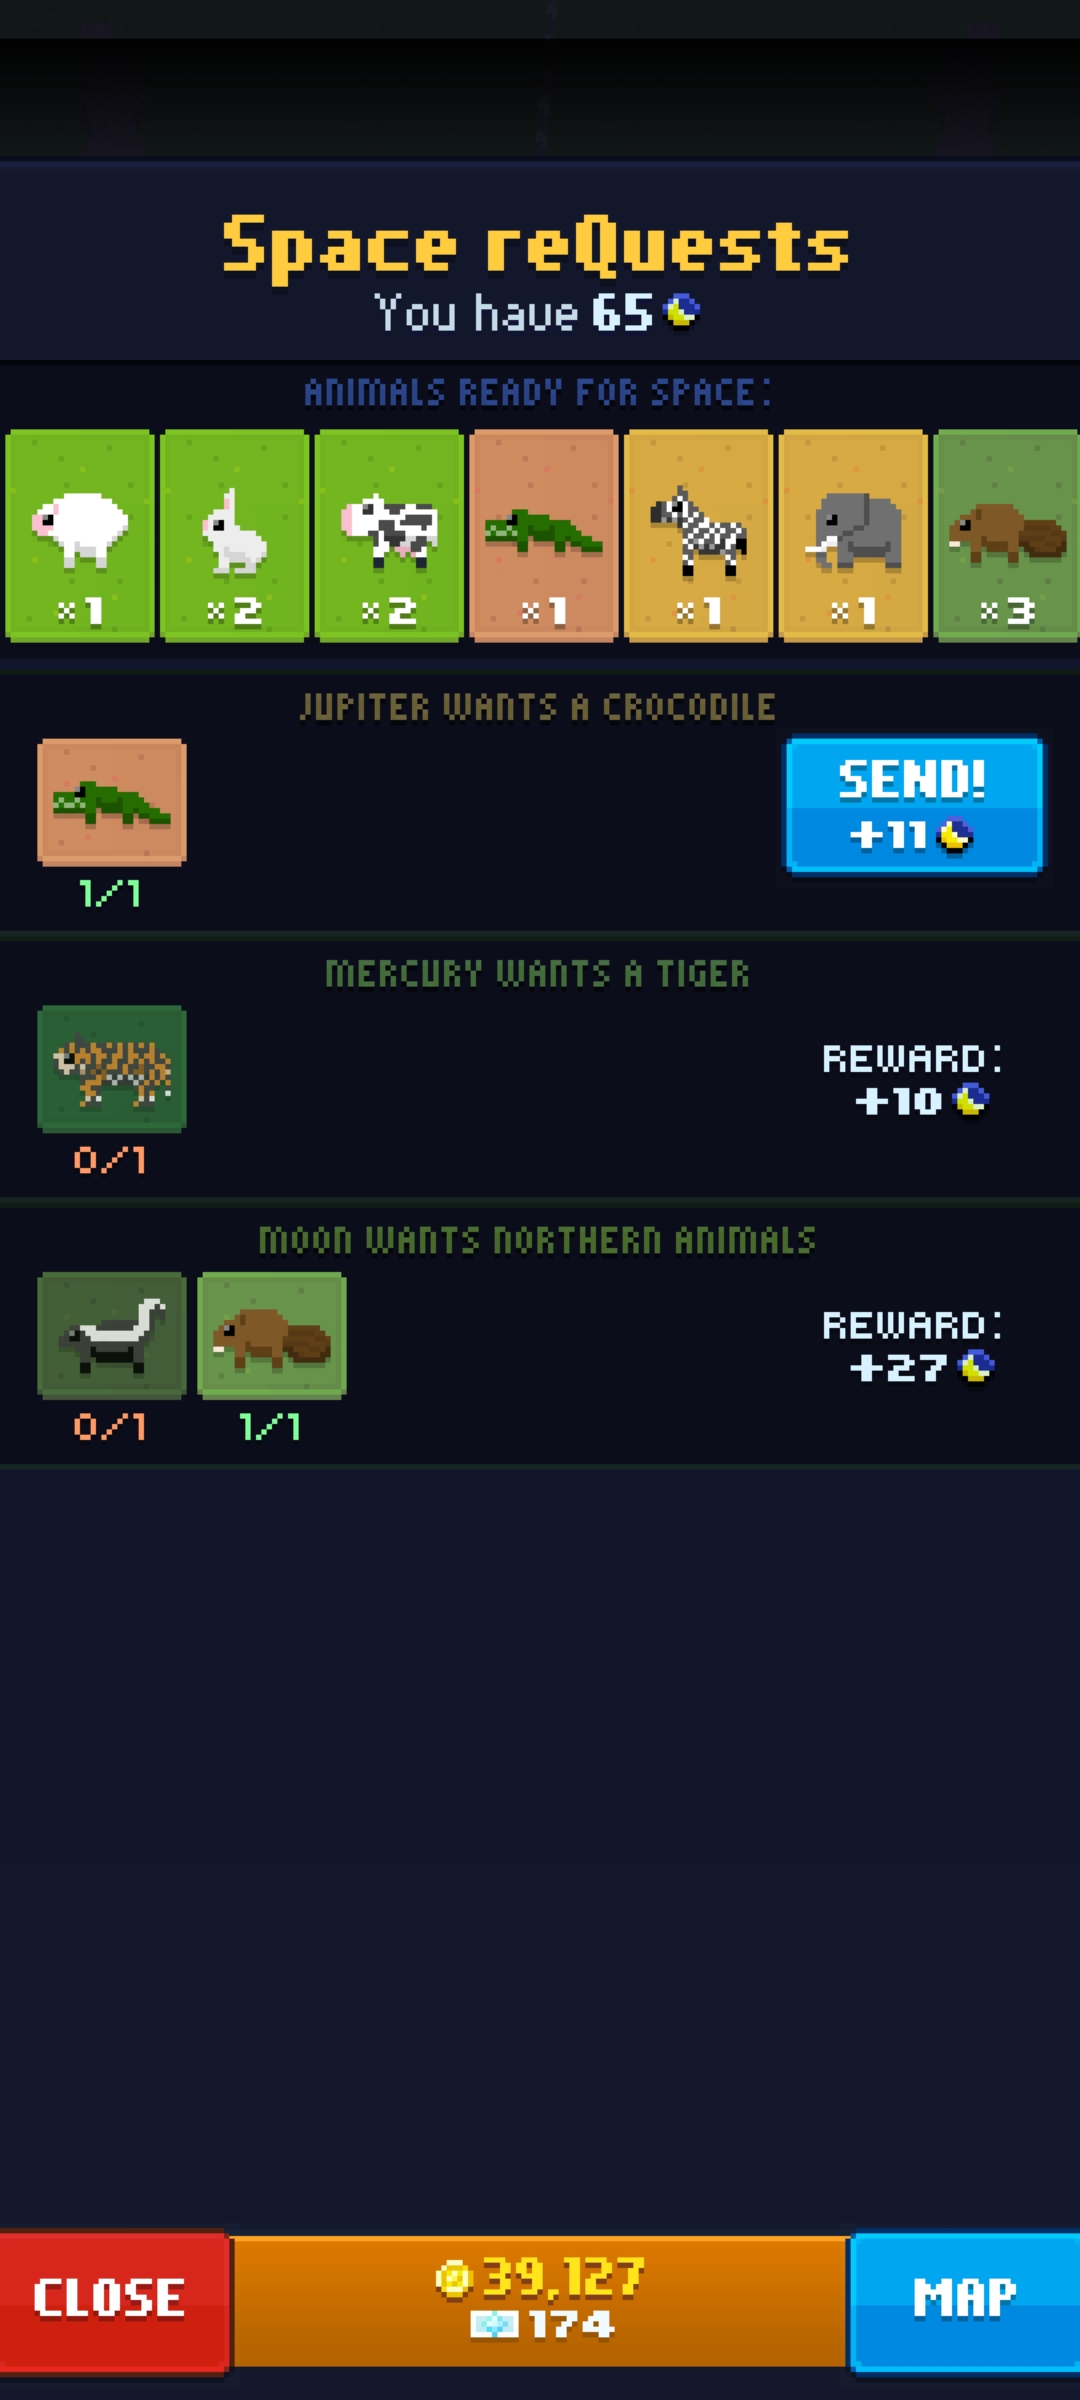 Space reQuests
You have 65
ANIMALS READY FOR SPACE:
×1 ×2 ×2 ×1 ×1 ×1 ×3
JUPITER WANTS A CROCODILE
SEND!
+11
1/1
MERCURY WANTS A TIGER
REWARD:
+10
0/1
MOON WANTS NORTHERN ANIMALS
REWARD:
+27
0/1 1/1
CLOSE
39,127
174
MAP